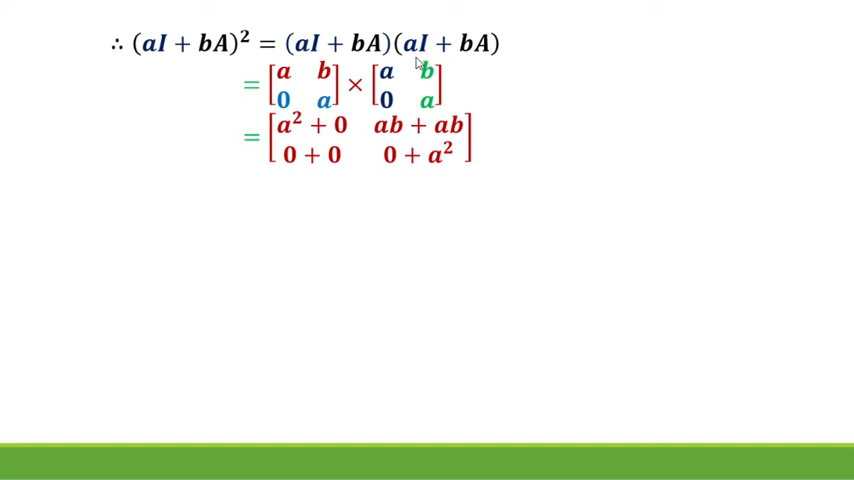 ∴ (aI + bA)² = (aI + bA)(aI + bA)
= [a b
0 a] × [a b
0 a]
= [a² + 0 ab + ab
0 + 0 0 + a²]